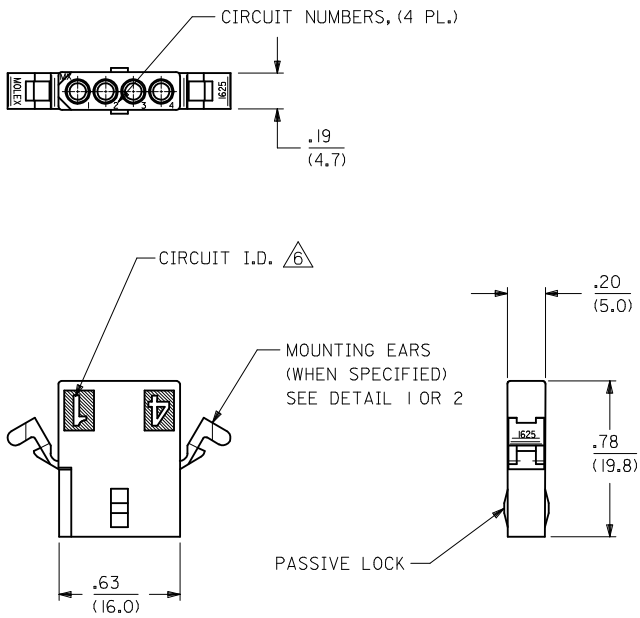 CIRCUIT NUMBERS, (4 PL.)
MOLEX
MX
1 2 3 4
1625
.19
(4.7)
CIRCUIT I.D. 6
.20
(5.0)
MOUNTING EARS
(WHEN SPECIFIED)
SEE DETAIL 1 OR 2
1 4
1625
.78
(19.8)
PASSIVE LOCK
.63
(16.0)